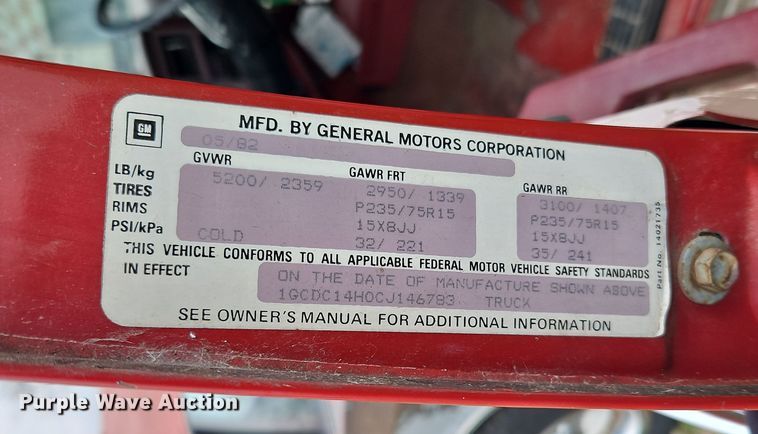 GM
MFD. BY GENERAL MOTORS CORPORATION
05/82
GVWR GAWR FRT GAWR RR
LB/kg 5200/ 2359 2950/ 1339 3100/ 1407
TIRES P235/75R15 P235/75R15
RIMS 15X8JJ 15X8JJ
PSI/kPa COLD 32/ 221 35/ 241
THIS VEHICLE CONFORMS TO ALL APPLICABLE FEDERAL MOTOR VEHICLE SAFETY STANDARDS
IN EFFECT ON THE DATE OF MANUFACTURE SHOWN ABOVE
1GCDC14H0CJ146783 TRUCK
SEE OWNER'S MANUAL FOR ADDITIONAL INFORMATION
Part No. 14021735
Purple Wave Auction